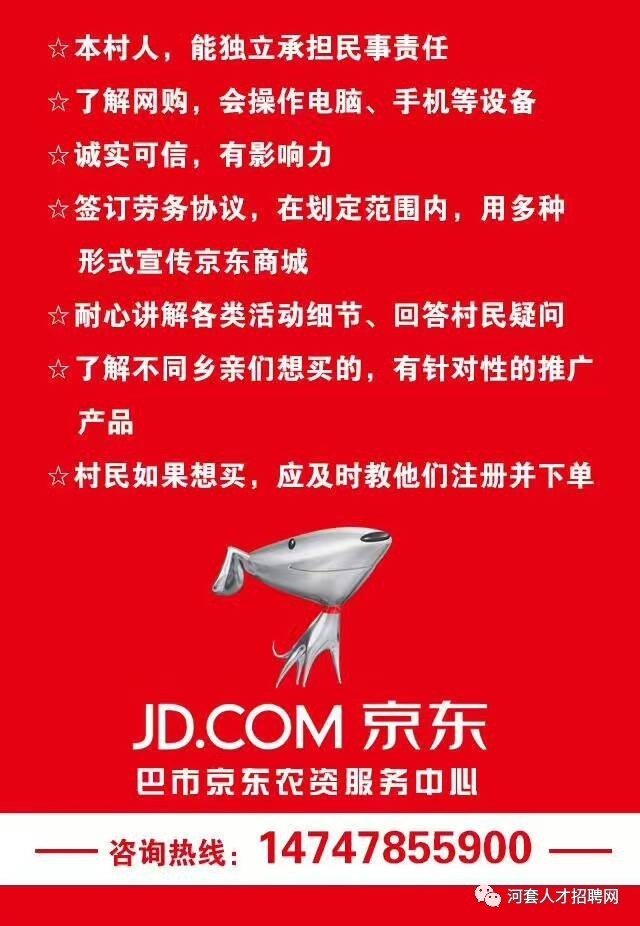 ☆本村人，能独立承担民事责任
☆了解网购，会操作电脑、手机等设备
☆诚实可信，有影响力
☆签订劳务协议，在划定范围内，用多种
形式宣传京东商城
☆耐心讲解各类活动细节、回答村民疑问
☆了解不同乡亲们想买的，有针对性的推广
产品
☆村民如果想买，应及时教他们注册并下单
JD.COM 京东
巴市京东农资服务中心
咨询热线：14747855900
河套人才招聘网